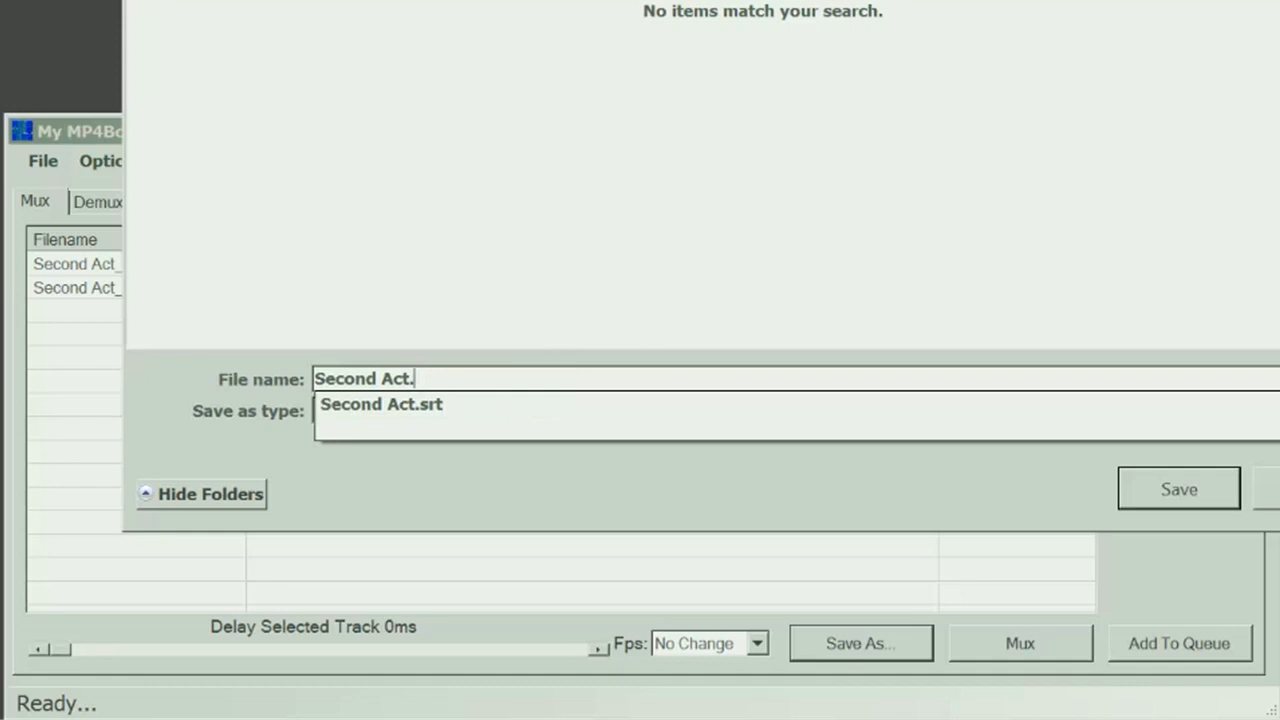 No items match your search.
My MP4Bo
File Optio
Mux Demux
Filename
Second Act_
Second Act_
File name: Second Act.
Save as type:
Second Act.srt
Hide Folders
Save
Delay Selected Track 0ms
Fps: No Change Save As... Mux Add To Queue
Ready...